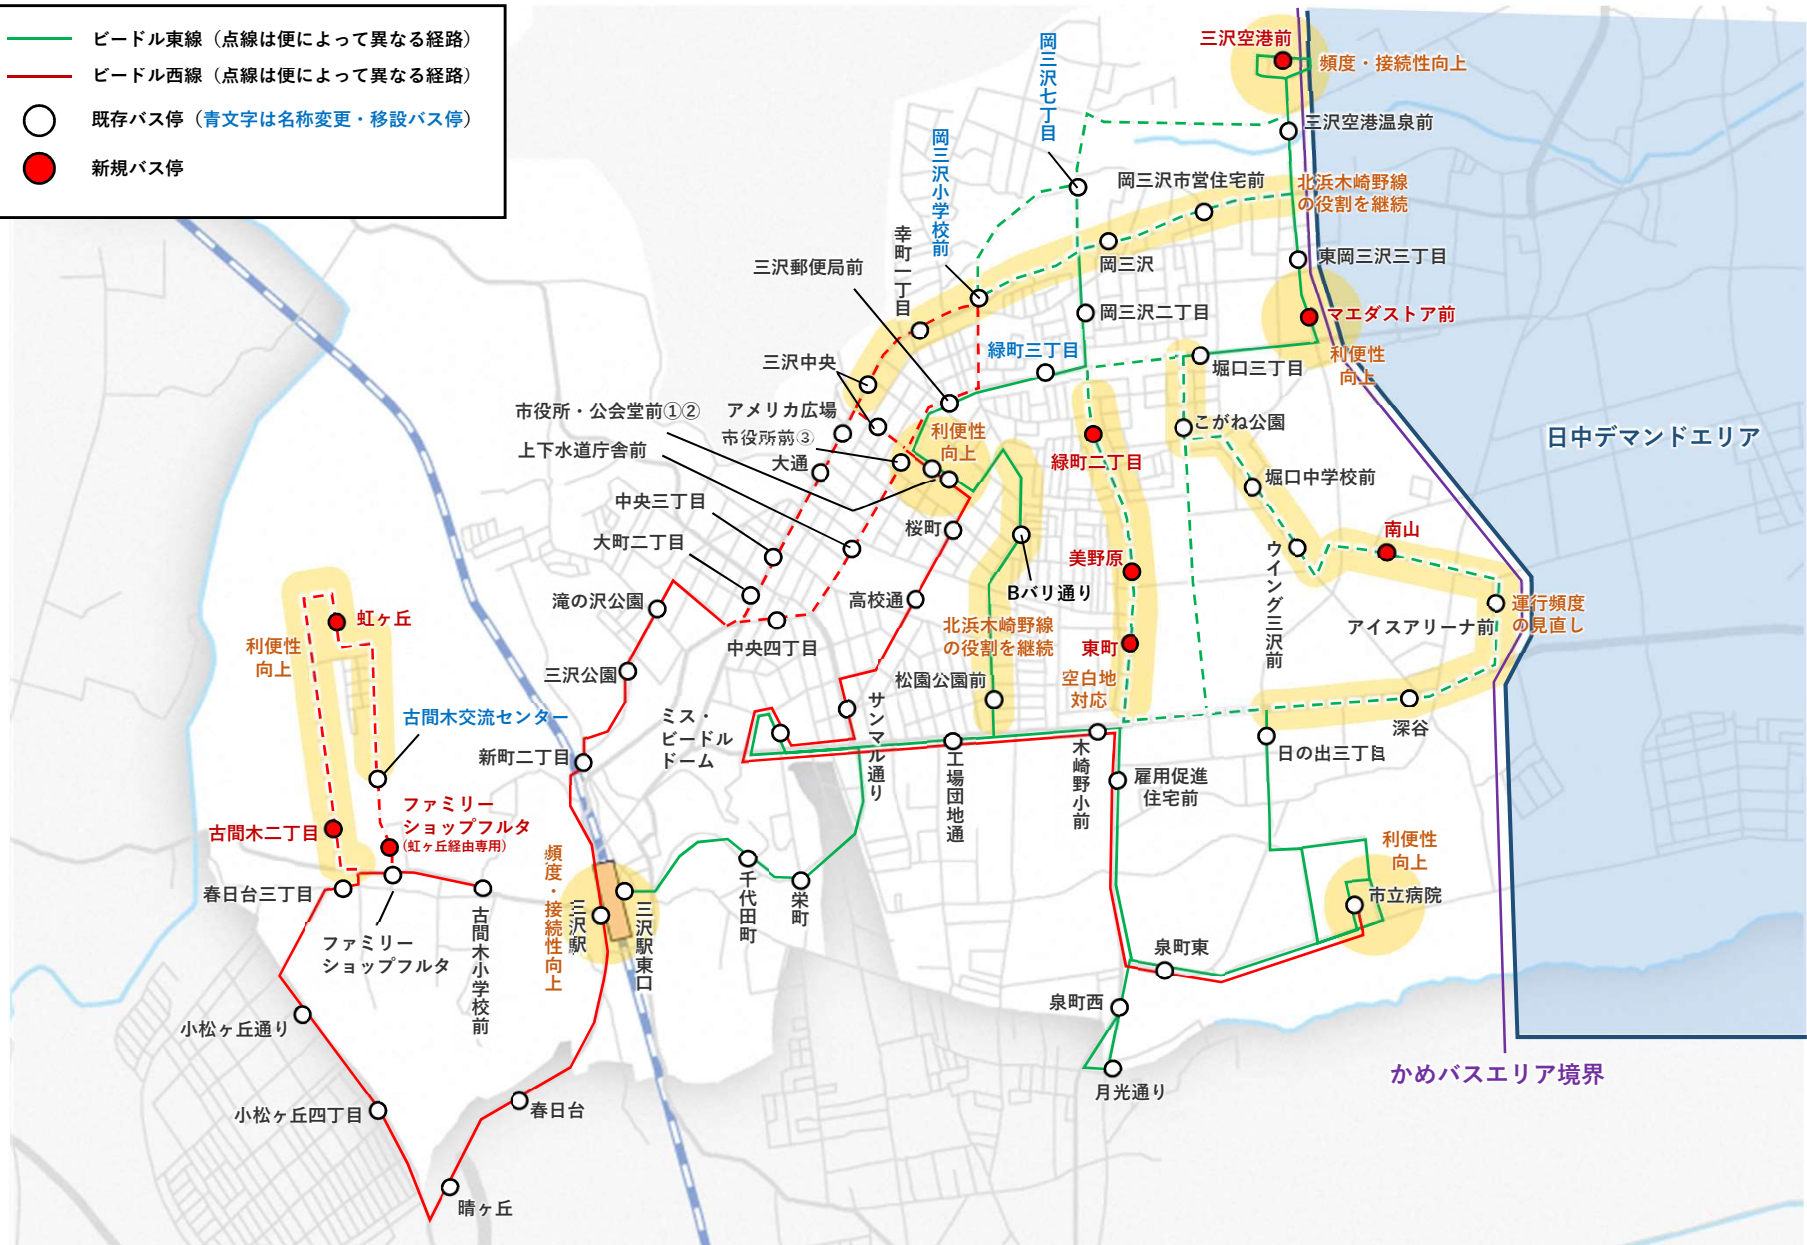 ビードル東線（点線は便によって異なる経路）
ビードル西線（点線は便によって異なる経路）
既存バス停（青文字は名称変更・移設バス停）
新規バス停
三沢空港前
頻度・接続性向上
三沢空港温泉前
岡三沢七丁目
岡三沢小学校前
岡三沢市営住宅前
北浜木崎野線
の役割を継続
幸町一丁目
三沢郵便局前
岡三沢
東岡三沢三丁目
岡三沢二丁目
マエダストア前
利便性
向上
三沢中央
緑町三丁目
堀口三丁目
市役所・公会堂前①②
アメリカ広場
市役所前③
上下水道庁舎前
大通
利便性
向上
こがね公園
日中デマンドエリア
緑町二丁目
堀口中学校前
中央三丁目
大町二丁目
桜町
南山
ウイング三沢前
美野原
Bバリ通り
滝の沢公園
高校通
虹ヶ丘
利便性
向上
中央四丁目
北浜木崎野線
の役割を継続
東町
運行頻度
の見直し
アイスアリーナ前
三沢公園
松園公園前
空白地
対応
古間木交流センター
ミス・
ビードル
ドーム
サンマル通り
深谷
新町二丁目
工場団地通
木崎野小前
日の出三丁目
雇用促進
住宅前
古間木二丁目
ファミリー
ショップフルタ
（虹ヶ丘経由専用）
頻度・接続性向上
利便性
向上
春日台三丁目
千代田町
栄町
市立病院
三沢駅
三沢駅東口
ファミリー
ショップフルタ
古間木小学校前
泉町東
泉町西
小松ヶ丘通り
かめバスエリア境界
月光通り
小松ヶ丘四丁目
春日台
晴ヶ丘